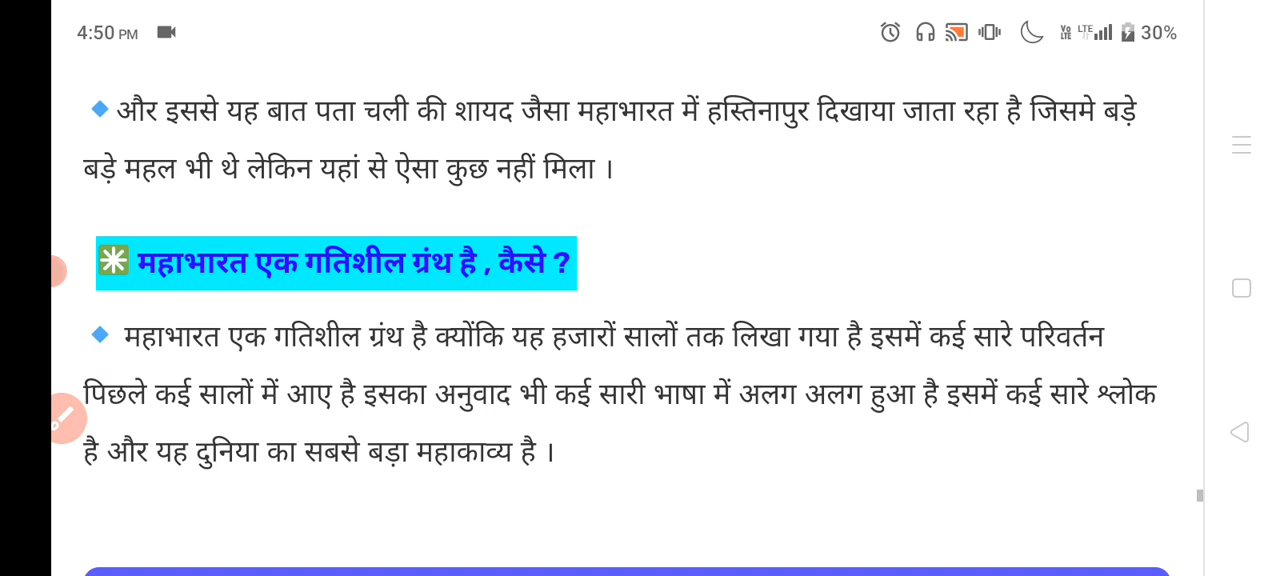 4:50 PM
VoLTE LTE 30%
और इससे यह बात पता चली की शायद जैसा महाभारत में हस्तिनापुर दिखाया जाता रहा है जिसमे बड़े
बड़े महल भी थे लेकिन यहां से ऐसा कुछ नहीं मिला ।
महाभारत एक गतिशील ग्रंथ है , कैसे ?
महाभारत एक गतिशील ग्रंथ है क्योंकि यह हजारों सालों तक लिखा गया है इसमें कई सारे परिवर्तन
पिछले कई सालों में आए है इसका अनुवाद भी कई सारी भाषा में अलग अलग हुआ है इसमें कई सारे श्लोक
है और यह दुनिया का सबसे बड़ा महाकाव्य है ।